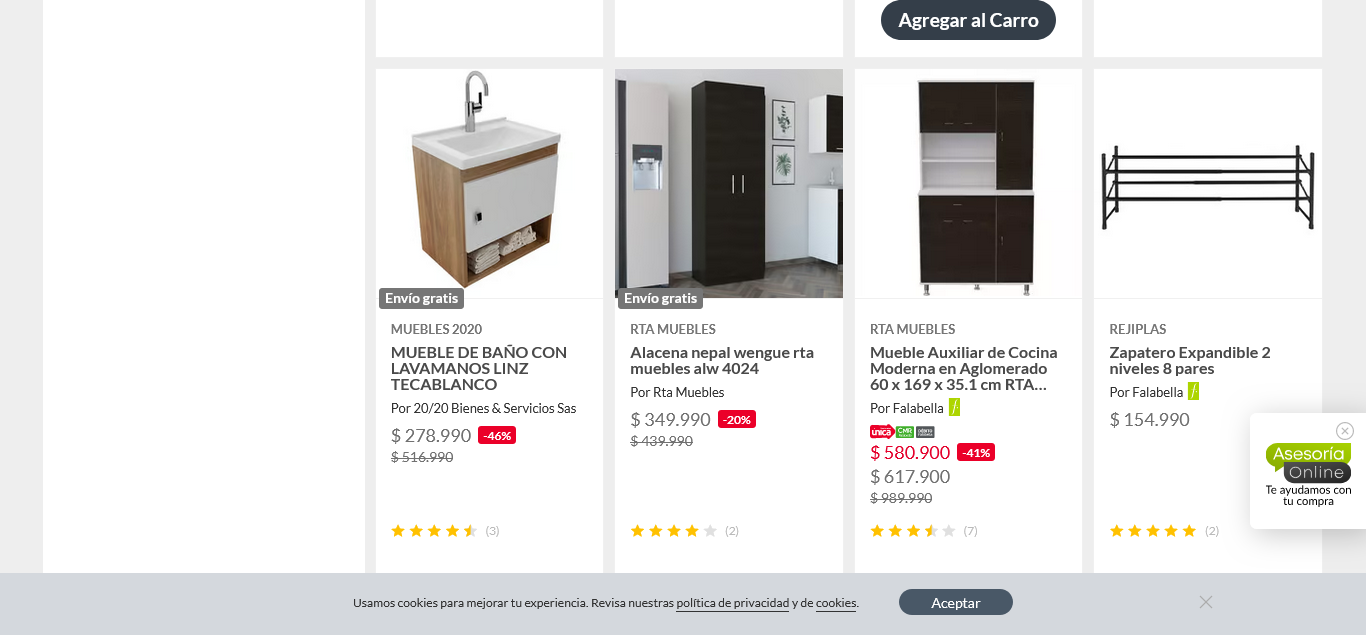 Agregar al Carro
Envío gratis
MUEBLES 2020
MUEBLE DE BAÑO CON
LAVAMANOS LINZ
TECABLANCO
Por 20/20 Bienes & Servicios Sas
$ 278.990 -46%
$ 516.990
(3)
Envío gratis
RTA MUEBLES
Alacena nepal wengue rta
muebles alw 4024
Por Rta Muebles
$ 349.990 -20%
$ 439.990
(2)
RTA MUEBLES
Mueble Auxiliar de Cocina
Moderna en Aglomerado
60 x 169 x 35.1 cm RTA...
Por Falabella
única CMR
$ 580.900 -41%
$ 617.900
$ 989.990
(7)
REJIPLAS
Zapatero Expandible 2
niveles 8 pares
Por Falabella
$ 154.990
(2)
Asesoría
Online
Te ayudamos con
tu compra
Usamos cookies para mejorar tu experiencia. Revisa nuestras política de privacidad y de cookies.
Aceptar